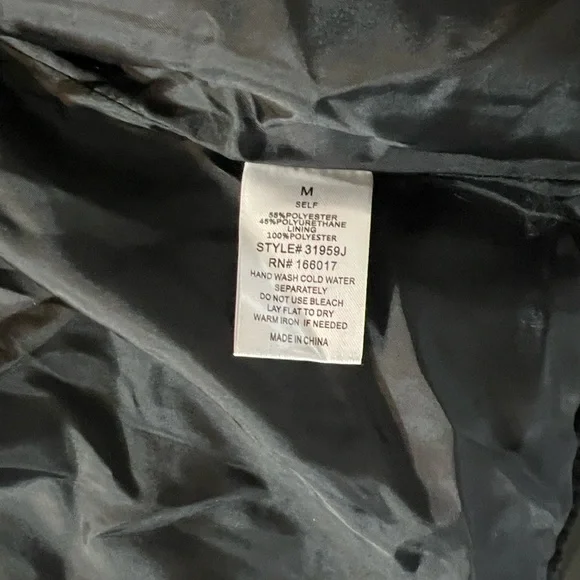 M
SELF
55%POLYESTER
45%POLYURETHANE
LINING
100%POLYESTER
STYLE# 31959J
RN# 166017
HAND WASH COLD WATER
SEPARATELY
DO NOT USE BLEACH
LAY FLAT TO DRY
WARM IRON IF NEEDED
MADE IN CHINA